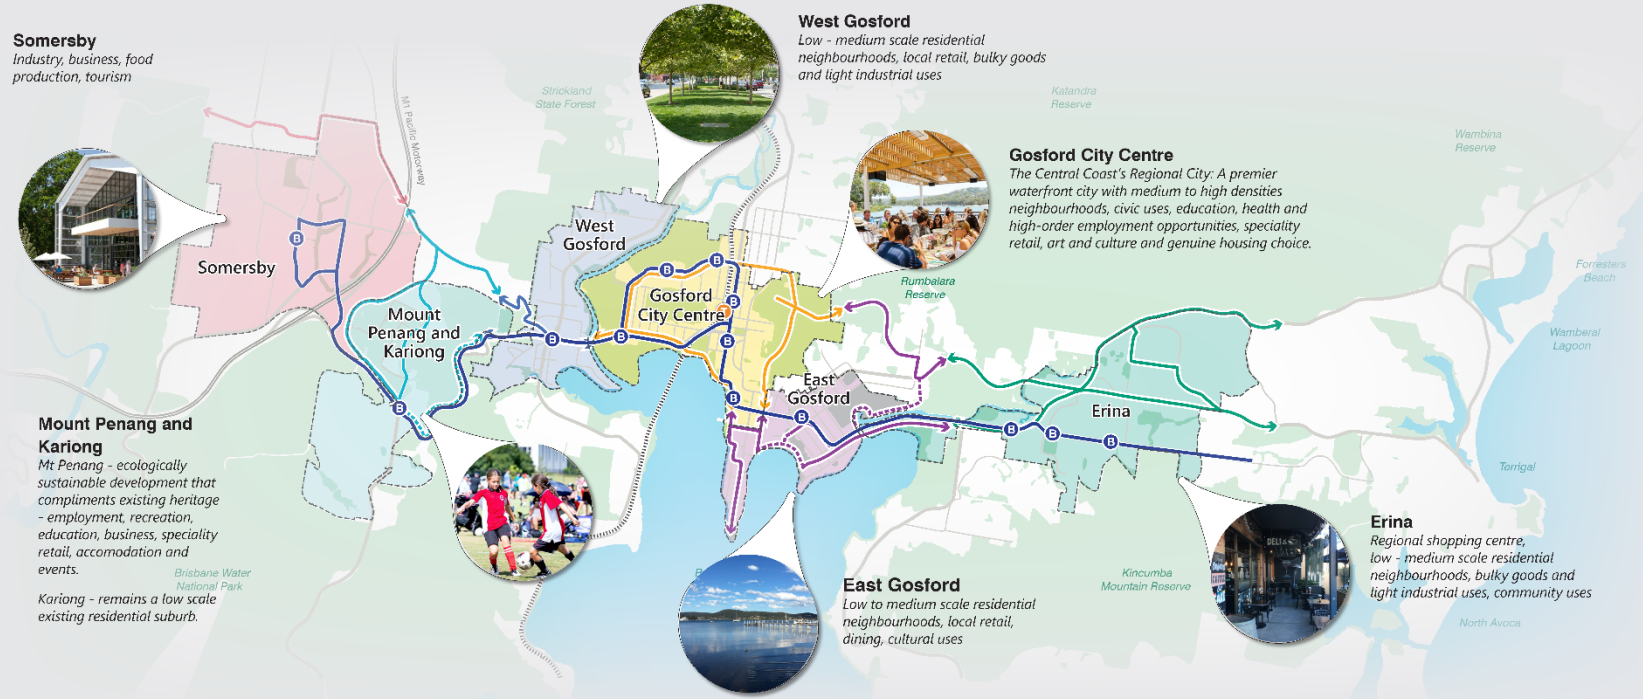 Somersby
Industry, business, food
production, tourism
West Gosford
Low - medium scale residential
neighbourhoods, local retail, bulky goods
and light industrial uses
Strickland
State Forest
Katandra
Reserve
M1 Pacific Motorway
Wambina
Reserve
Gosford City Centre
The Central Coast's Regional City: A premier
waterfront city with medium to high densities
neighbourhoods, civic uses, education, health and
high-order employment opportunities, speciality
retail, art and culture and genuine housing choice.
West
Gosford
B
Somersby
B
B
Forresters
Beach
Rumbalara
Reserve
Gosford
City Centre
B
Mount
Penang and
Kariong
B
B
B
Wamberal
Lagoon
East
Gosford
B
B
B
Erina
B
B
B
Mount Penang and
Kariong
Mt Penang - ecologically
sustainable development that
compliments existing heritage
- employment, recreation,
education, business, speciality
retail, accomodation and
events.
Kariong - remains a low scale
existing residential suburb.
Brisbane Water
National Park
Terrigal
Erina
Regional shopping centre,
low - medium scale residential
neighbourhoods, bulky goods and
light industrial uses, community uses
DELI
East Gosford
Low to medium scale residential
neighbourhoods, local retail,
dining, cultural uses
Kincumba
Mountain Reserve
North Avoca